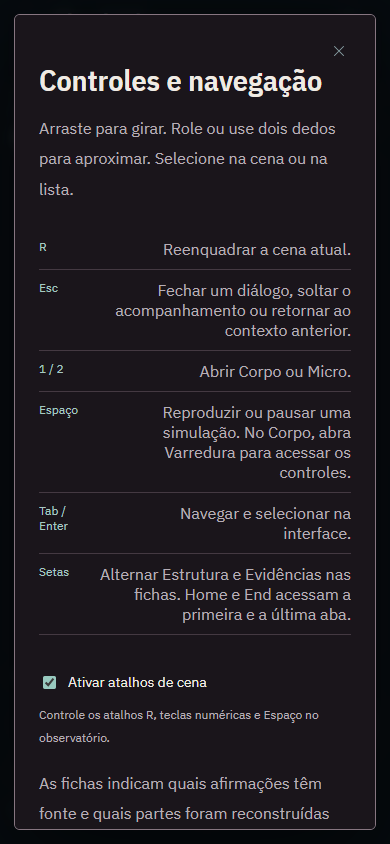 Controles e navegação
Arraste para girar. Role ou use dois dedos
para aproximar. Selecione na cena ou na
lista.
R
Reenquadrar a cena atual.
Esc
Fechar um diálogo, soltar o
acompanhamento ou retornar ao
contexto anterior.
1 / 2
Abrir Corpo ou Micro.
Espaço
Reproduzir ou pausar uma
simulação. No Corpo, abra
Varredura para acessar os
controles.
Tab /
Enter
Navegar e selecionar na
interface.
Setas
Alternar Estrutura e Evidências nas
fichas. Home e End acessam a
primeira e a última aba.
Ativar atalhos de cena
Controle os atalhos R, teclas numéricas e Espaço no
observatório.
As fichas indicam quais afirmações têm
fonte e quais partes foram reconstruídas